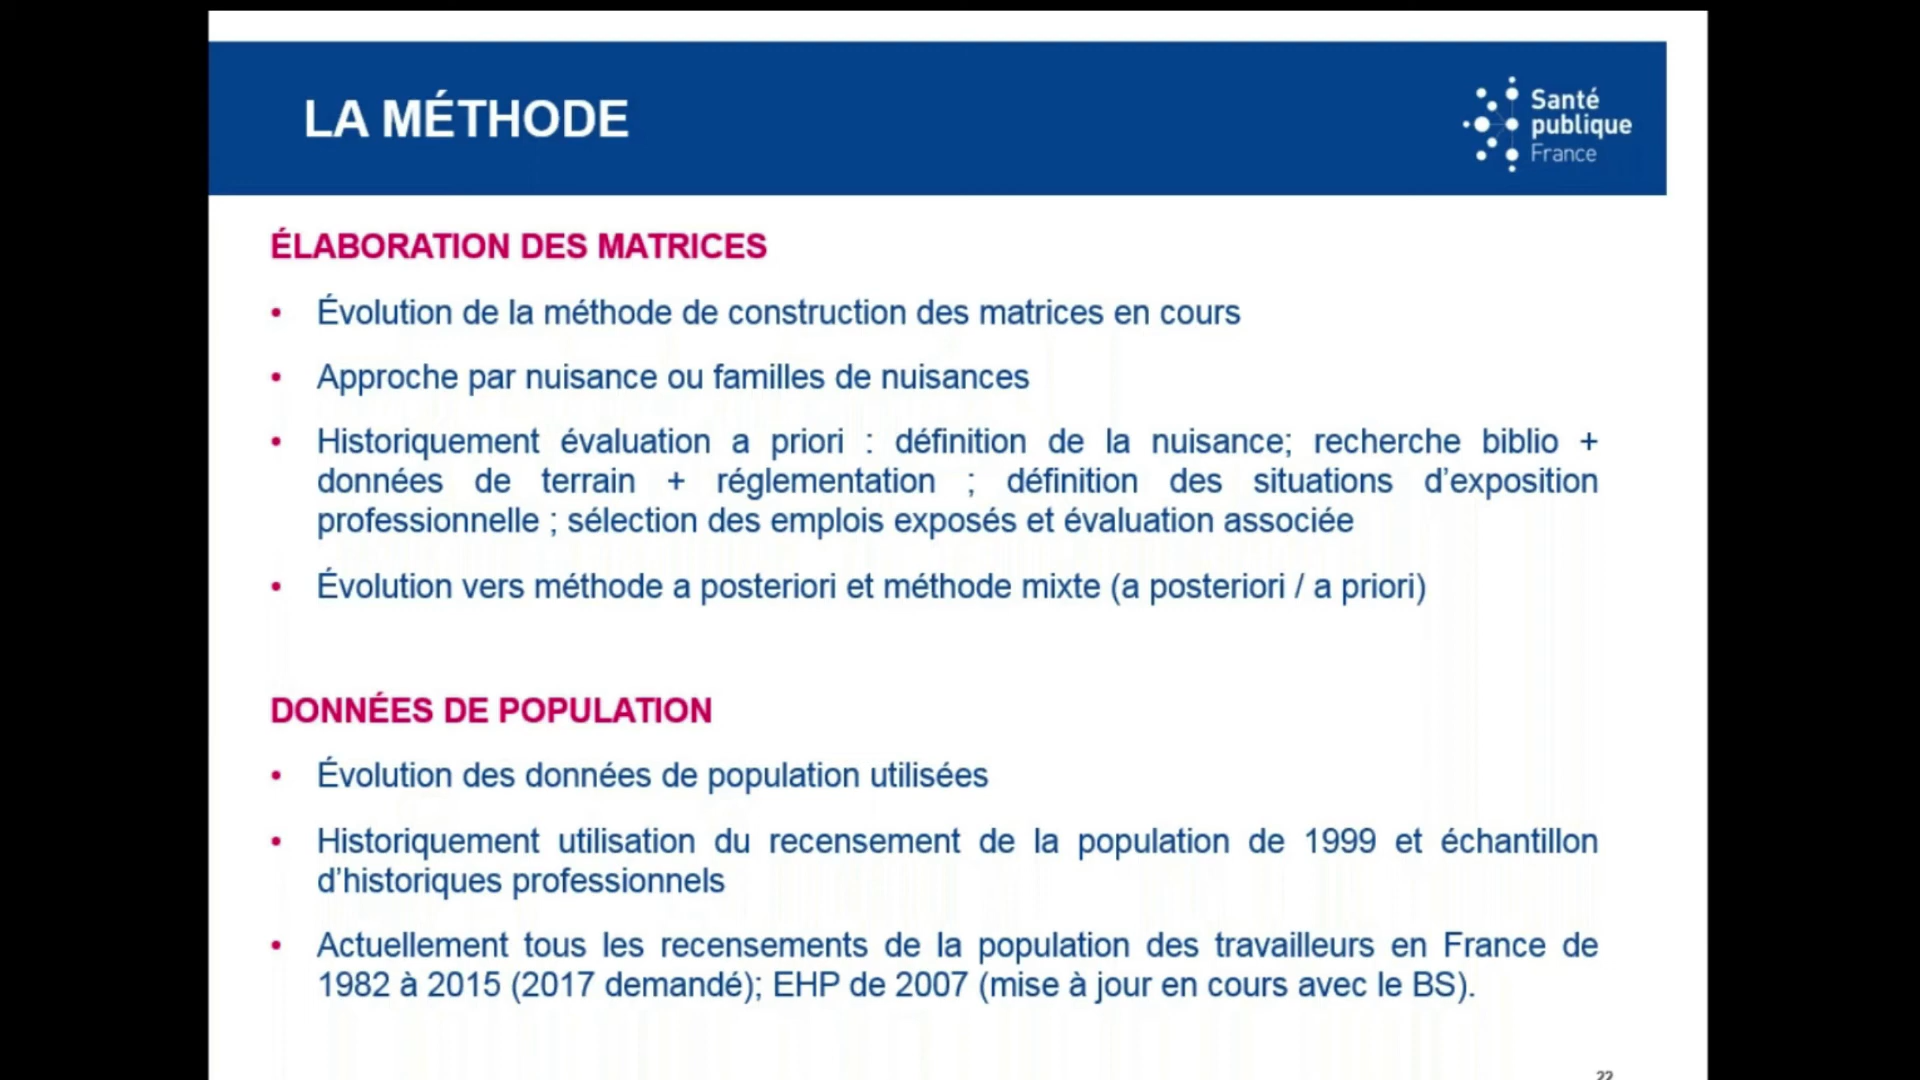 LA MÉTHODE
Santé
publique
France
ÉLABORATION DES MATRICES
• Évolution de la méthode de construction des matrices en cours
• Approche par nuisance ou familles de nuisances
• Historiquement évaluation a priori : définition de la nuisance; recherche biblio +
données de terrain + réglementation ; définition des situations d'exposition
professionnelle ; sélection des emplois exposés et évaluation associée
• Évolution vers méthode a posteriori et méthode mixte (a posteriori / a priori)
DONNÉES DE POPULATION
• Évolution des données de population utilisées
• Historiquement utilisation du recensement de la population de 1999 et échantillon
d'historiques professionnels
• Actuellement tous les recensements de la population des travailleurs en France de
1982 à 2015 (2017 demandé); EHP de 2007 (mise à jour en cours avec le BS).
22